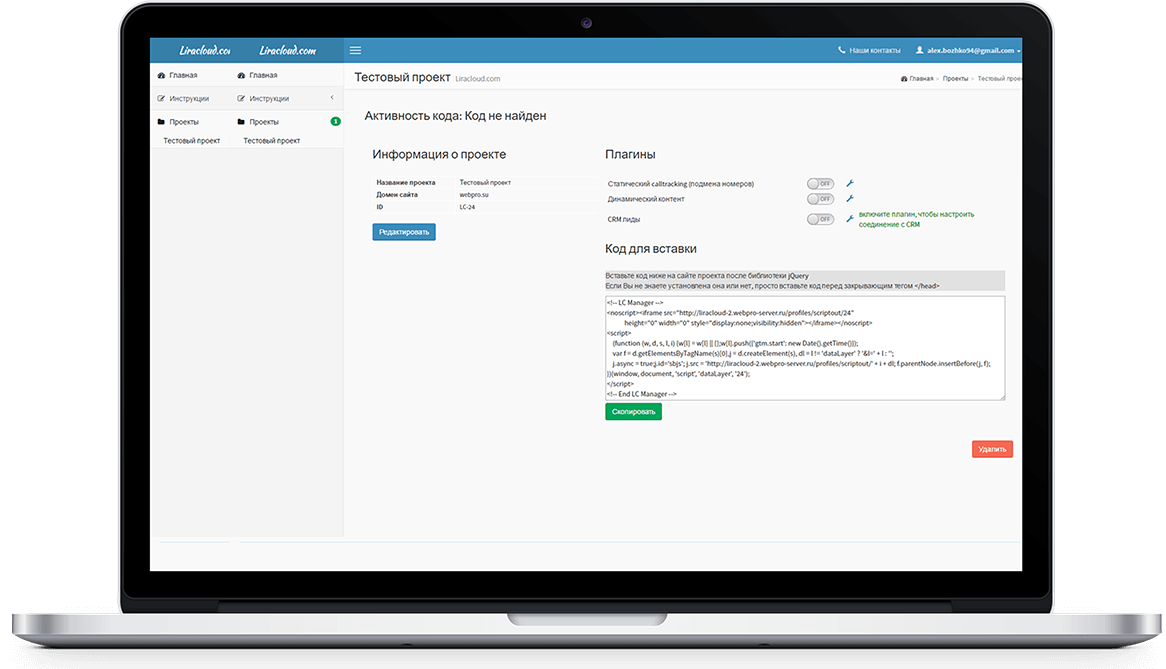 Liracloud.co
Liracloud.com
Наши контакты
alex.bozhko94@gmail.com
Главная
Главная
Инструкции
Инструкции
Проекты
Проекты
1
Тестовый проект
Тестовый проект
Тестовый проект Liracloud.com
Главная > Проекты > Тестовый прое
Активность кода: Код не найден
Информация о проекте
Название проекта Тестовый проект
Домен сайта webpro.su
ID LC-24
Редактировать
Плагины
Статический calltracking (подмена номеров) OFF
Динамический контент OFF
CRM лиды OFF
включите плагин, чтобы настроить
соединение с CRM
Код для вставки
Вставьте код ниже на сайте проекта после библиотеки jQuery
Если Вы не знаете установлена она или нет, просто вставьте код перед закрывающим тегом </head>
<!-- LC Manager -->
<noscript><iframe src="http://liracloud-2.webpro-server.ru/profiles/scriptout/24"
height="0" width="0" style="display:none;visibility:hidden"></iframe></noscript>
<script>
(function (w, d, s, l, i) {w[l] = w[l] || [];w[l].push({'gtm.start': new Date().getTime()});
var f = d.getElementsByTagName(s)[0],j = d.createElement(s), dl = l != 'dataLayer' ? '&l=' + l : '';
j.async = true;j.id='sbjs'; j.src = 'http://liracloud-2.webpro-server.ru/profiles/scriptout/' + i + dl; f.parentNode.insertBefore(j, f);
})(window, document, 'script', 'dataLayer', '24');
</script>
<!-- End LC Manager -->
Скопировать
Удалить